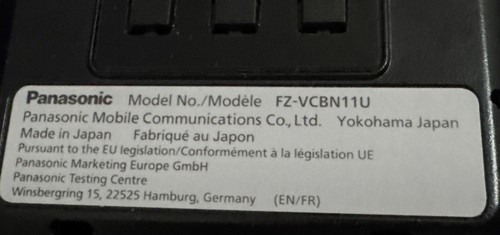 Panasonic Model No./Modèle FZ-VCBN11U
Panasonic Mobile Communications Co., Ltd. Yokohama Japan
Made in Japan Fabriqué au Japon
Pursuant to the EU legislation/Conformément à la législation UE
Panasonic Marketing Europe GmbH
Panasonic Testing Centre
Winsbergring 15, 22525 Hamburg, Germany (EN/FR)